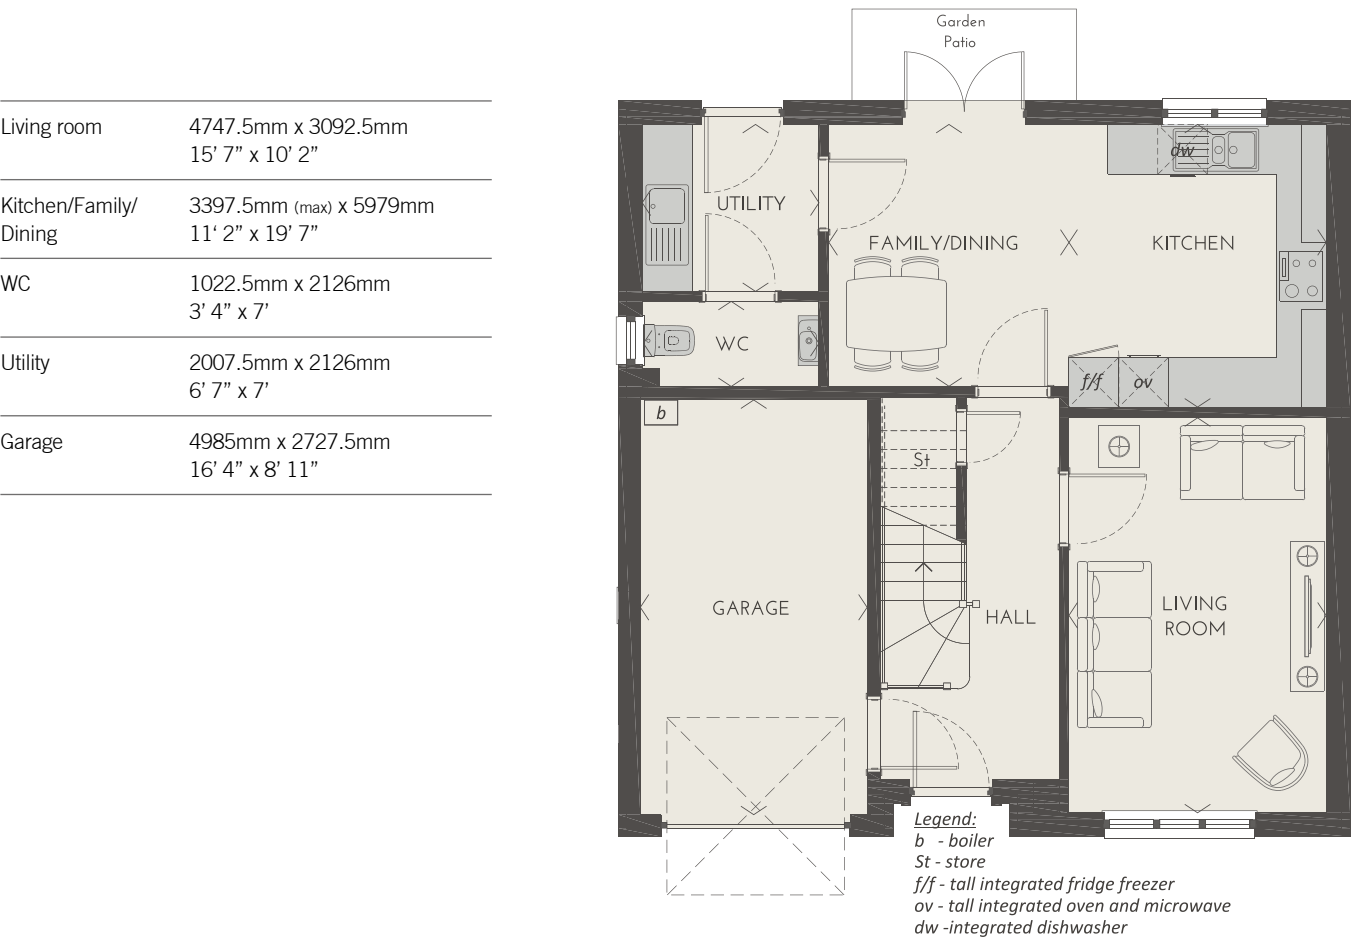 Living room 4747.5mm x 3092.5mm
15’ 7” x 10’ 2”
Kitchen/Family/ 3397.5mm (max) x 5979mm
Dining 11‘ 2” x 19’ 7”
WC 1022.5mm x 2126mm
3’ 4” x 7’
Utility 2007.5mm x 2126mm
6’ 7” x 7’
Garage 4985mm x 2727.5mm
16’ 4” x 8’ 11”
Garden
Patio
dw
UTILITY
FAMILY/DINING
KITCHEN
WC
f/f
ov
b
St
GARAGE
HALL
LIVING
ROOM
Legend:
b - boiler
St - store
f/f - tall integrated fridge freezer
ov - tall integrated oven and microwave
dw -integrated dishwasher